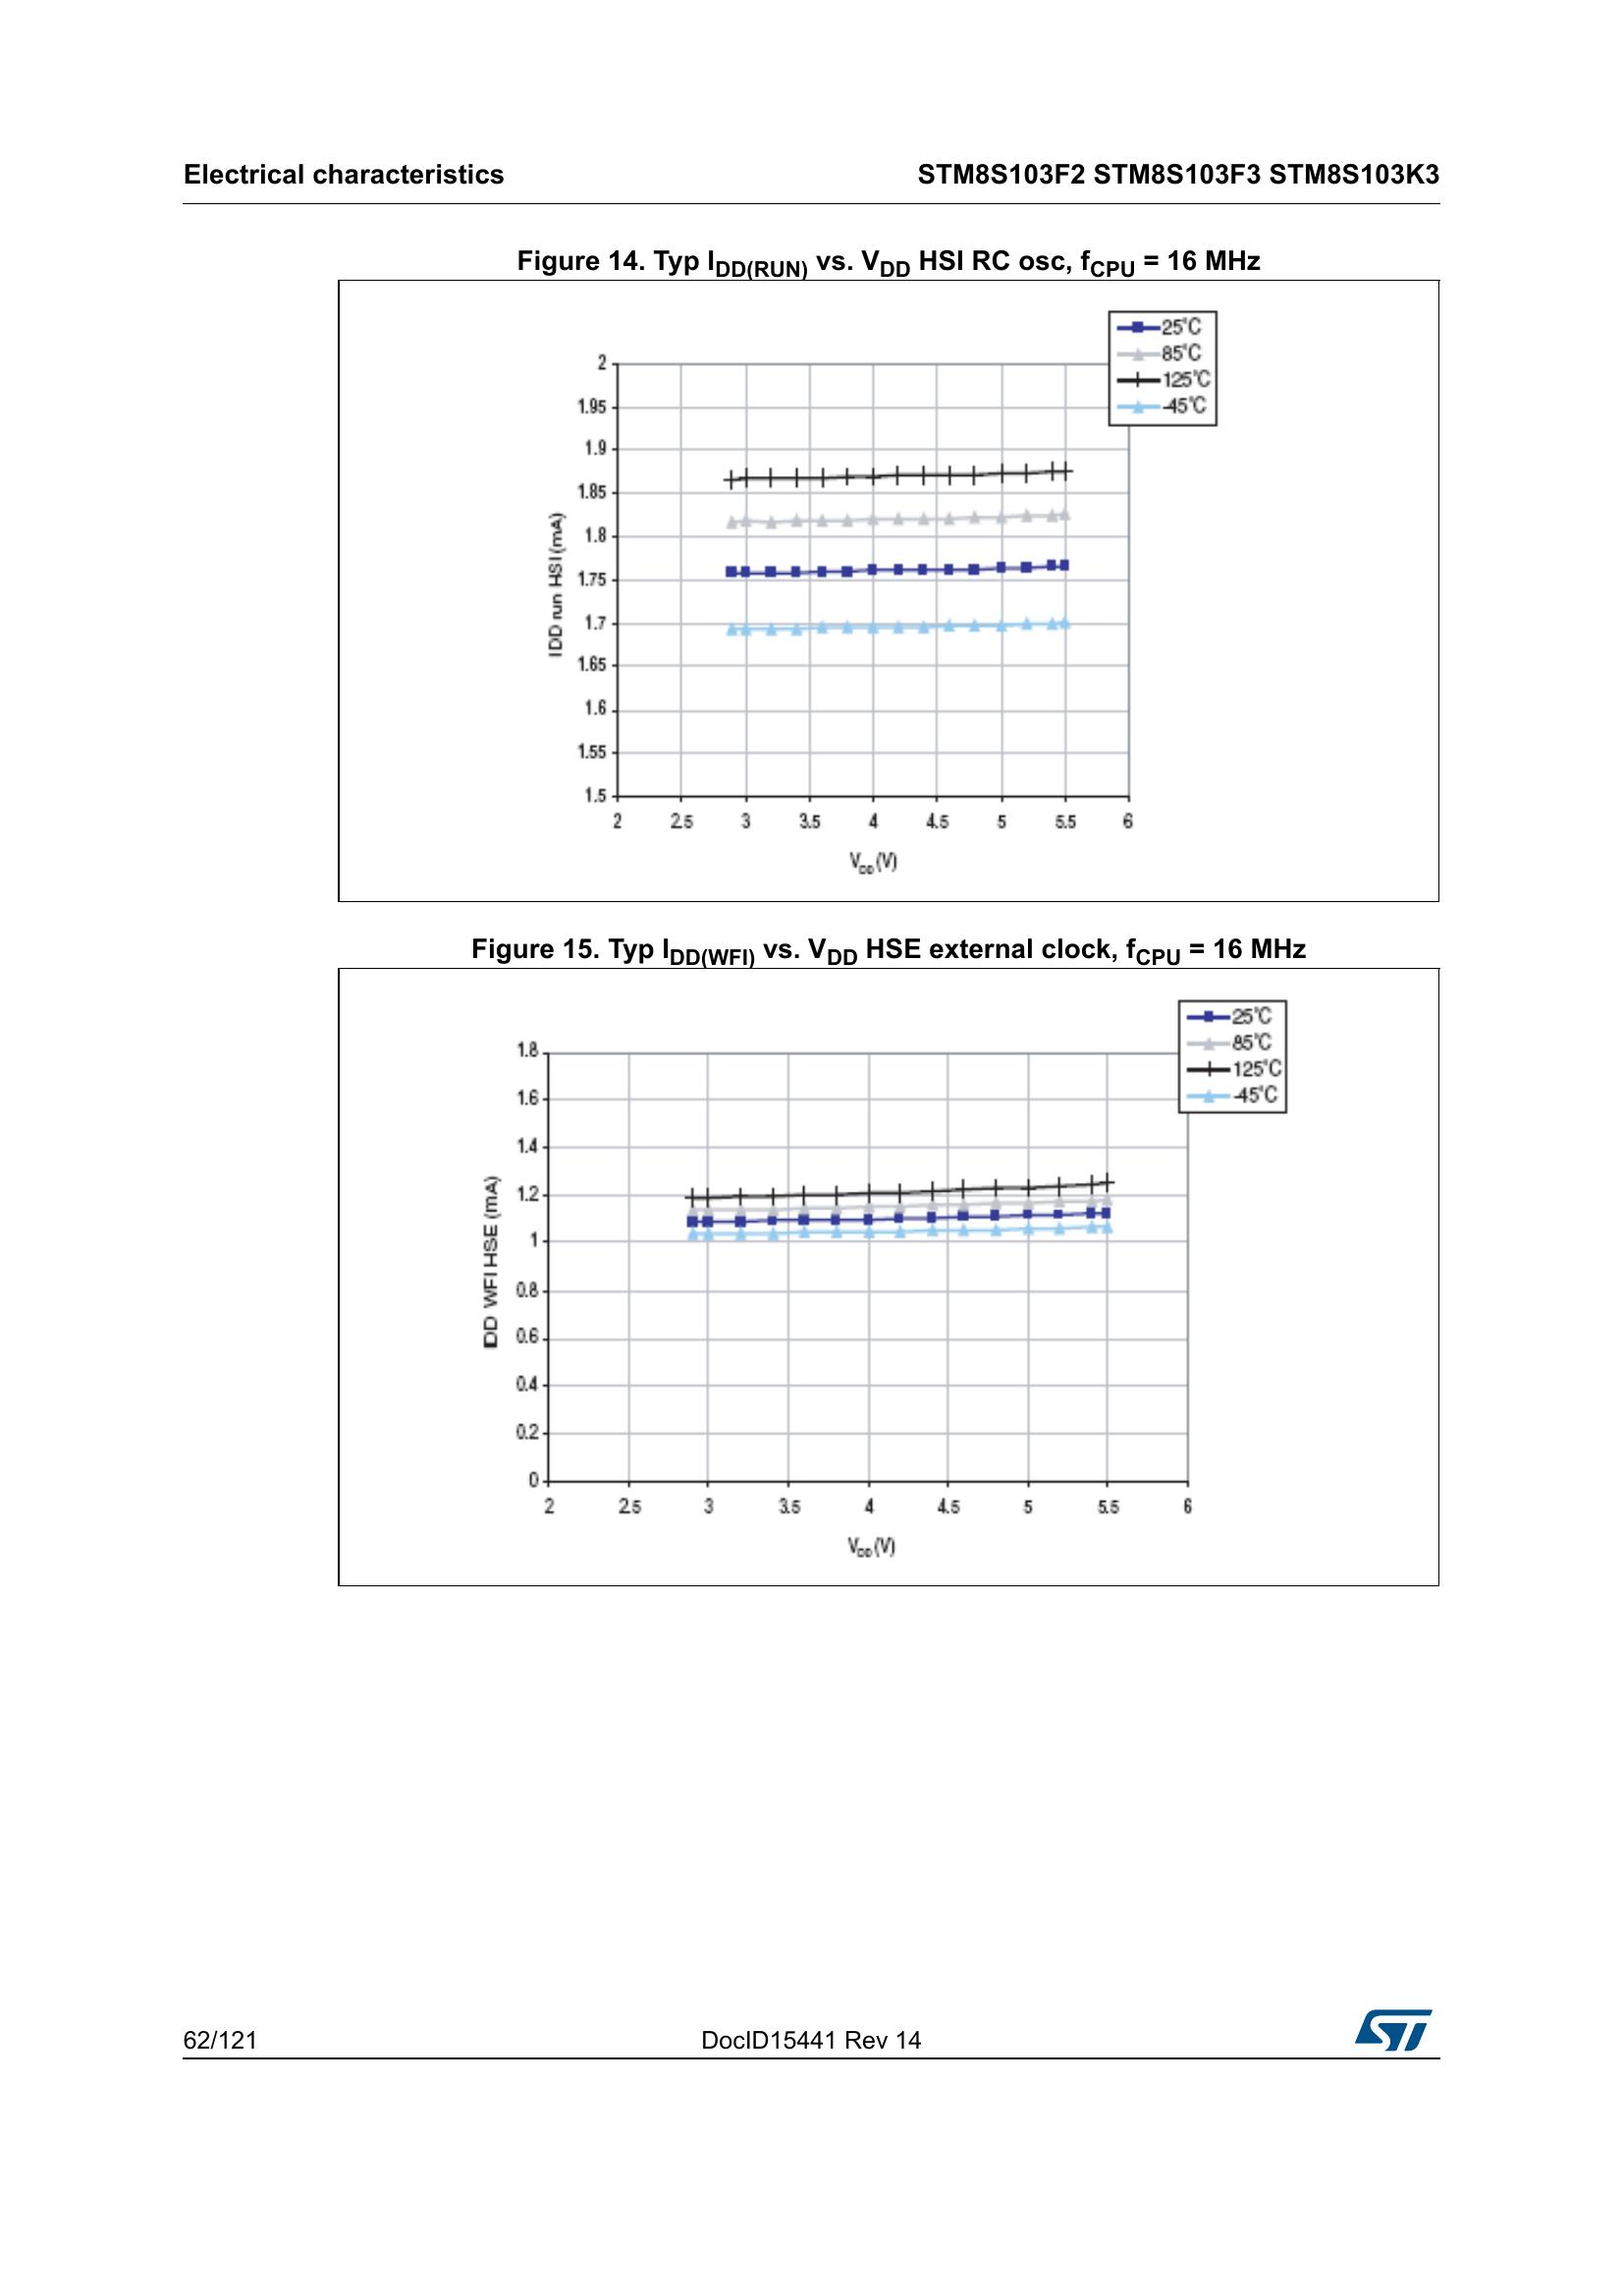 Electrical characteristics STM8S103F2 STM8S103F3 STM8S103K3
Figure 14. Typ IDD(RUN) vs. VDD HSI RC osc, fCPU = 16 MHz
25°C
85°C
125°C
-45°C
2
1.95
1.9
1.85
1.8
1.75
1.7
1.65
1.6
1.55
1.5
IDD run HSI (mA)
2 2.5 3 3.5 4 4.5 5 5.5 6
VDD (V)
Figure 15. Typ IDD(WFI) vs. VDD HSE external clock, fCPU = 16 MHz
25°C
85°C
125°C
-45°C
1.8
1.6
1.4
1.2
1
0.8
0.6
0.4
0.2
0
IDD WFI HSE (mA)
2 2.5 3 3.5 4 4.5 5 5.5 6
VDD (V)
62/121 DocID15441 Rev 14 ST